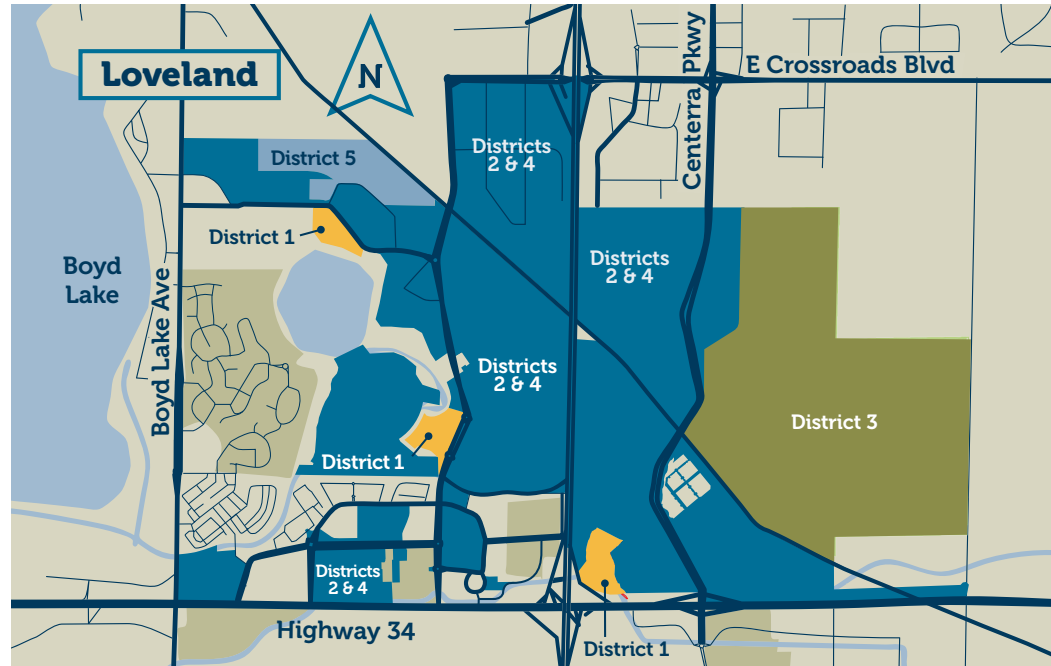 Loveland
N
E Crossroads Blvd
Centerra Pkwy
District 5
Districts
2 & 4
District 1
Districts
2 & 4
Boyd
Lake
Boyd Lake Ave
Districts
2 & 4
District 3
District 1
Districts
2 & 4
Highway 34
District 1